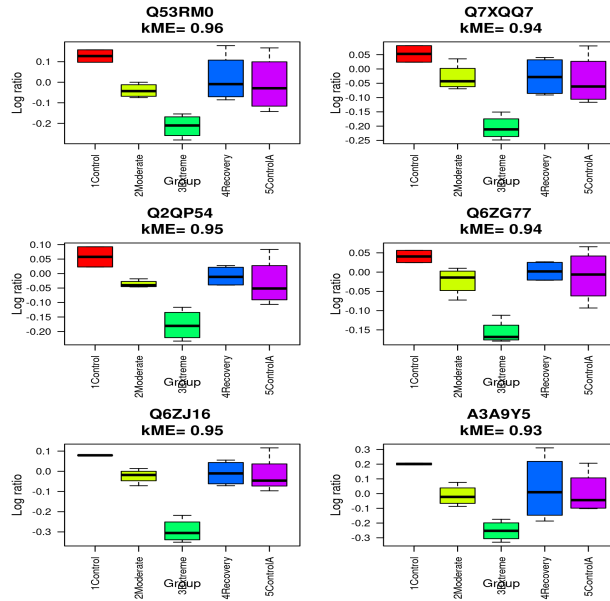 Q53RM0
kME= 0.96
Log ratio
0.1
0.0
-0.1
-0.2
1Control
2Moderate
3Extreme
4Recovery
5ControlA
Group
Q7XQQ7
kME= 0.94
Log ratio
0.05
0.00
-0.05
-0.10
-0.15
-0.20
-0.25
1Control
2Moderate
3Extreme
4Recovery
5ControlA
Group
Q2QP54
kME= 0.95
Log ratio
0.10
0.05
0.00
-0.05
-0.10
-0.15
-0.20
1Control
2Moderate
3Extreme
4Recovery
5ControlA
Group
Q6ZG77
kME= 0.94
Log ratio
0.05
0.00
-0.05
-0.15
1Control
2Moderate
3Extreme
4Recovery
5ControlA
Group
Q6ZJ16
kME= 0.95
Log ratio
0.1
0.0
-0.1
-0.3
1Control
2Moderate
3Extreme
4Recovery
5ControlA
Group
A3A9Y5
kME= 0.93
Log ratio
0.3
0.2
0.1
0.0
-0.1
-0.2
-0.3
1Control
2Moderate
3Extreme
4Recovery
5ControlA
Group